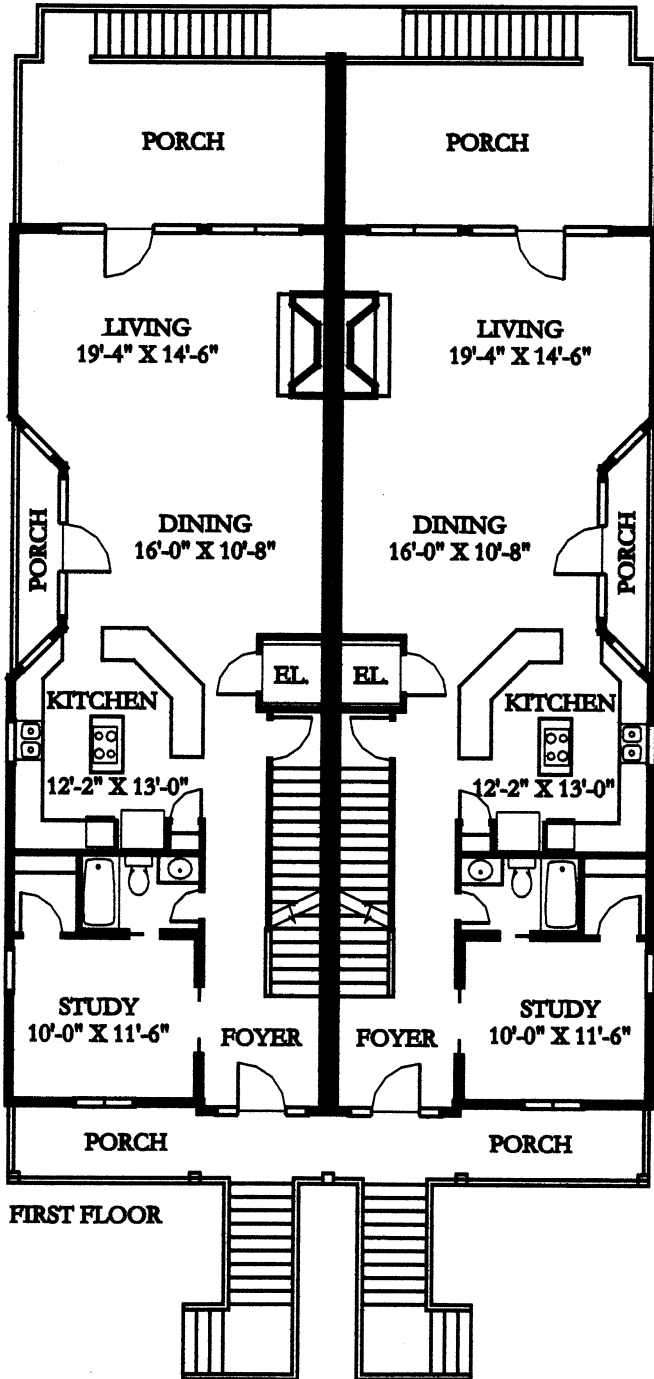 PORCH
PORCH
LIVING
19'-4" X 14'-6"
LIVING
19'-4" X 14'-6"
PORCH
DINING
16'-0" X 10'-8"
DINING
16'-0" X 10'-8"
PORCH
EL.
EL.
KITCHEN
12'-2" X 13'-0"
KITCHEN
12'-2" X 13'-0"
STUDY
10'-0" X 11'-6"
FOYER
FOYER
STUDY
10'-0" X 11'-6"
PORCH
PORCH
FIRST FLOOR